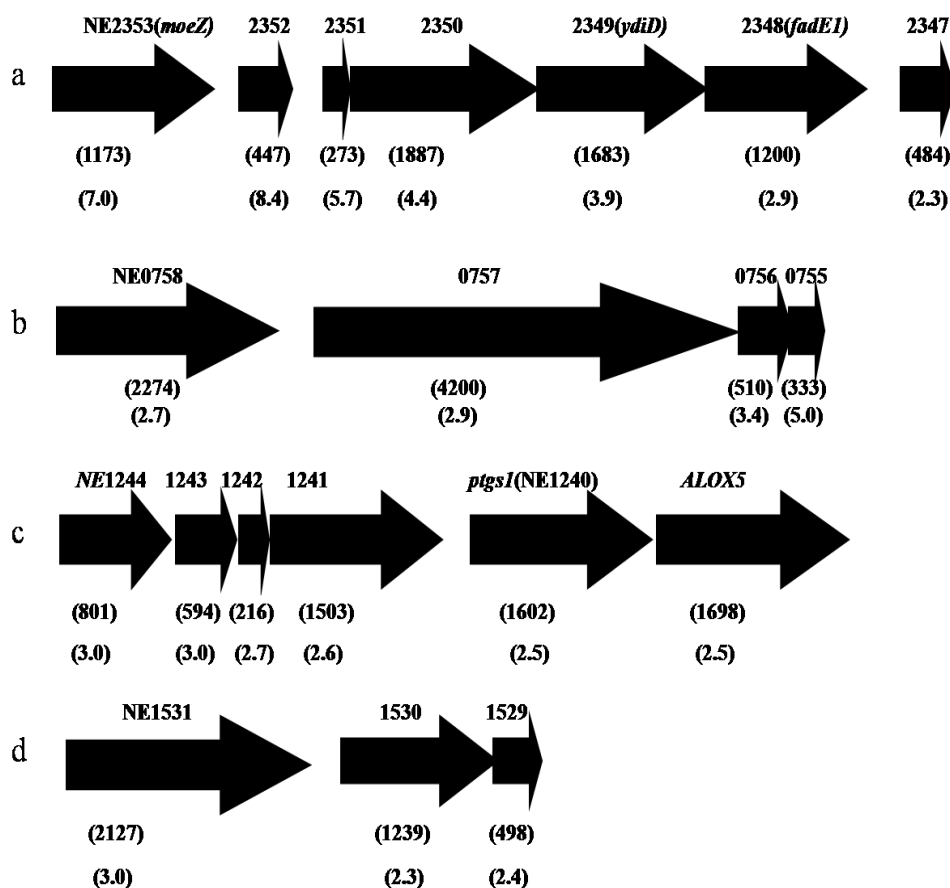 NE2353(moeZ) 2352 2351 2350 2349(ydiD) 2348(fadE1) 2347
a
(1173) (447) (273) (1887) (1683) (1200) (484)
(7.0) (8.4) (5.7) (4.4) (3.9) (2.9) (2.3)
NE0758 0757 0756 0755
b
(2274) (4200) (510) (333)
(2.7) (2.9) (3.4) (5.0)
NE1244 1243 1242 1241 ptgs1(NE1240) ALOX5
c
(801) (594) (216) (1503) (1602) (1698)
(3.0) (3.0) (2.7) (2.6) (2.5) (2.5)
NE1531 1530 1529
d
(2127) (1239) (498)
(3.0) (2.3) (2.4)